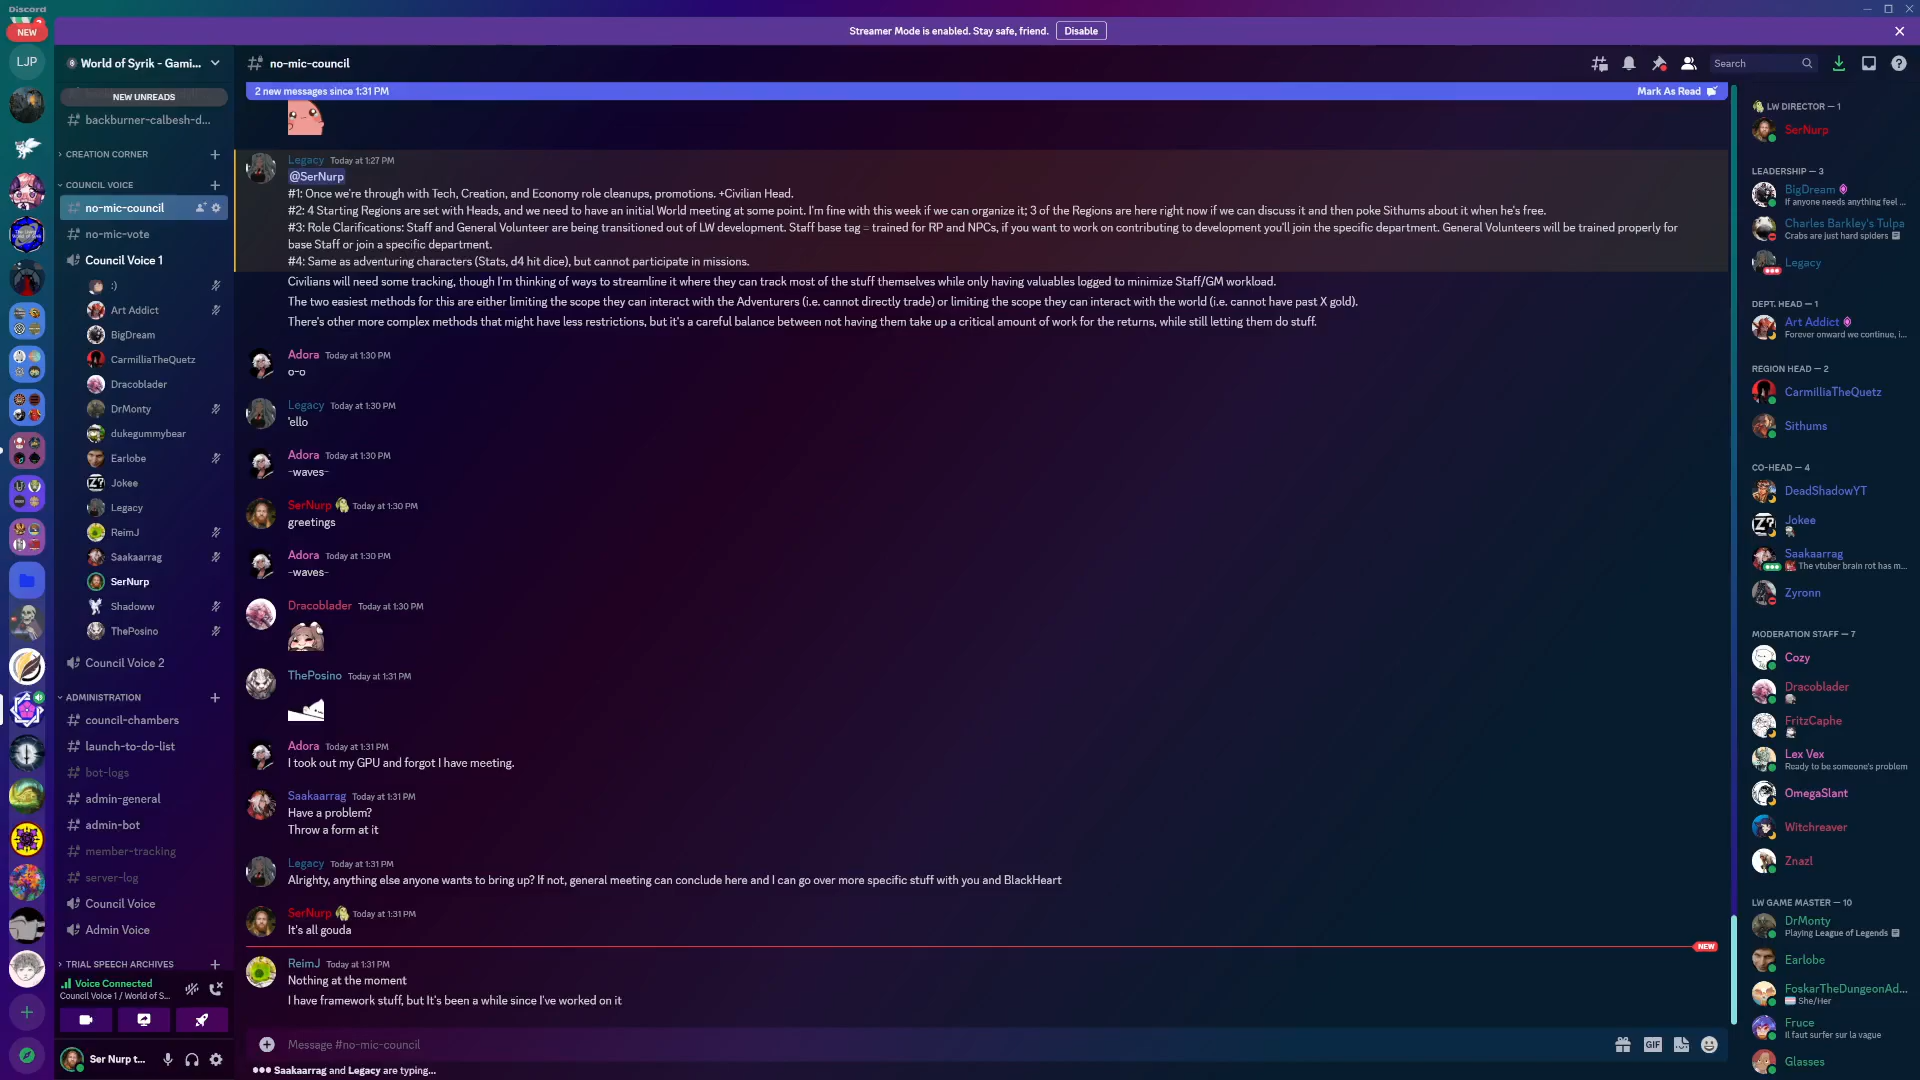 Discord
NEW
Streamer Mode is enabled. Stay safe, friend.
Disable
LJP
World of Syrik - Gami...
NEW UNREADS
backburner-calbesh-d...
CREATION CORNER
COUNCIL VOICE
no-mic-council
no-mic-vote
Council Voice 1
:)
Art Addict
BigDream
CarmilliaTheQuetz
Dracoblader
DrMonty
dukegummybear
Earlobe
Jokee
Legacy
ReimJ
Saakaarrag
SerNurp
Shadoww
ThePosino
Council Voice 2
ADMINISTRATION
council-chambers
launch-to-do-list
bot-logs
admin-general
admin-bot
member-tracking
server-log
Council Voice
Admin Voice
TRIAL SPEECH ARCHIVES
Voice Connected
Council Voice 1 / World of S...
Ser Nurp t...
no-mic-council
Search
2 new messages since 1:31 PM
Mark As Read
Legacy Today at 1:27 PM
@SerNurp
#1: Once we're through with Tech, Creation, and Economy role cleanups, promotions. +Civilian Head.
#2: 4 Starting Regions are set with Heads, and we need to have an initial World meeting at some point. I'm fine with this week if we can organize it; 3 of the Regions are here right now if we can discuss it and then poke Sithums about it when he's free.
#3: Role Clarifications: Staff and General Volunteer are being transitioned out of LW development. Staff base tag = trained for RP and NPCs, if you want to work on contributing to development you'll join the specific department. General Volunteers will be trained properly for
base Staff or join a specific department.
#4: Same as adventuring characters (Stats, d4 hit dice), but cannot participate in missions.
Civilians will need some tracking, though I'm thinking of ways to streamline it where they can track most of the stuff themselves while only having valuables logged to minimize Staff/GM workload.
The two easiest methods for this are either limiting the scope they can interact with the Adventurers (i.e. cannot directly trade) or limiting the scope they can interact with the world (i.e. cannot have past X gold).
There's other more complex methods that might have less restrictions, but it's a careful balance between not having them take up a critical amount of work for the returns, while still letting them do stuff.
Adora Today at 1:30 PM
o-o
Legacy Today at 1:30 PM
'ello
Adora Today at 1:30 PM
-waves-
SerNurp Today at 1:30 PM
greetings
Adora Today at 1:30 PM
-waves-
Dracoblader Today at 1:30 PM
ThePosino Today at 1:31 PM
Adora Today at 1:31 PM
I took out my GPU and forgot I have meeting.
Saakaarrag Today at 1:31 PM
Have a problem?
Throw a form at it
Legacy Today at 1:31 PM
Alrighty, anything else anyone wants to bring up? If not, general meeting can conclude here and I can go over more specific stuff with you and BlackHeart
SerNurp Today at 1:31 PM
It's all gouda
NEW
ReimJ Today at 1:31 PM
Nothing at the moment
I have framework stuff, but It's been a while since I've worked on it
Message #no-mic-council
GIF
Saakaarrag and Legacy are typing...
LW DIRECTOR — 1
SerNurp
LEADERSHIP — 3
BigDream
If anyone needs anything feel ...
Charles Barkley's Tulpa
Crabs are just hard spiders
Legacy
DEPT. HEAD — 1
Art Addict
Forever onward we continue, i...
REGION HEAD — 2
CarmilliaTheQuetz
Sithums
CO-HEAD — 4
DeadShadowYT
Jokee
Saakaarrag
The vtuber brain rot has m...
Zyronn
MODERATION STAFF — 7
Cozy
Dracoblader
FritzCaphe
Lex Vex
Ready to be someone's problem
OmegaSlant
Witchreaver
Znazl
LW GAME MASTER — 10
DrMonty
Playing League of Legends
Earlobe
FoskarTheDungeonAd...
She/Her
Fruce
Il faut surfer sur la vague
Glasses